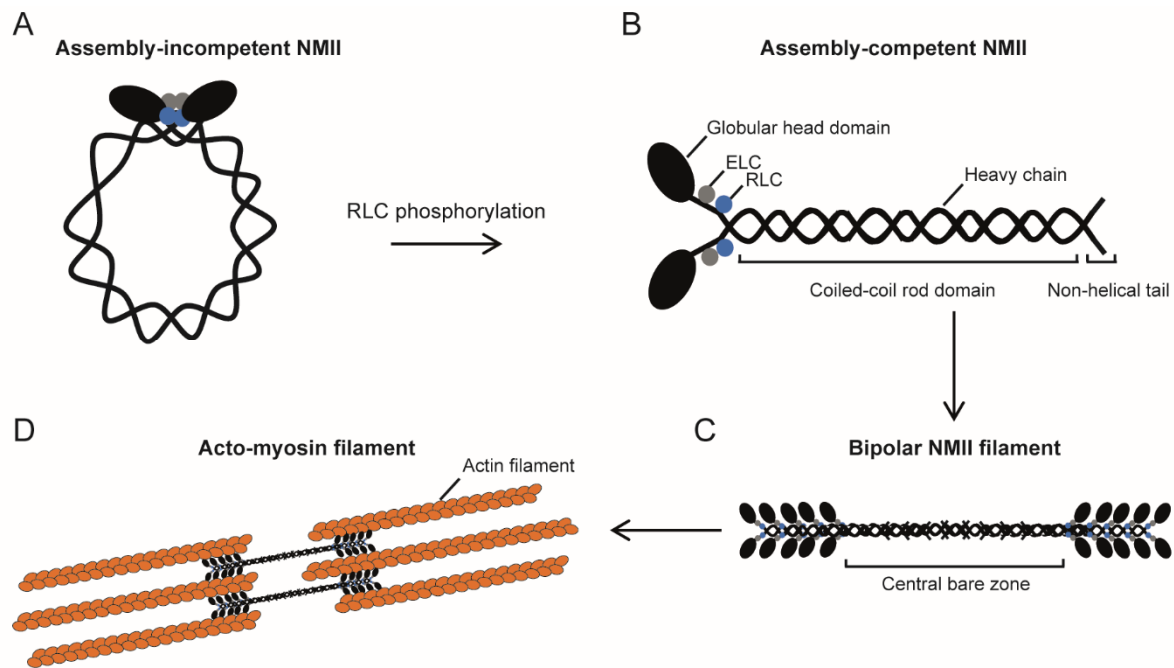 A
Assembly-incompetent NMII
RLC phosphorylation
B
Assembly-competent NMII
Globular head domain
ELC
RLC
Heavy chain
Coiled-coil rod domain
Non-helical tail
D
Acto-myosin filament
Actin filament
C
Bipolar NMII filament
Central bare zone